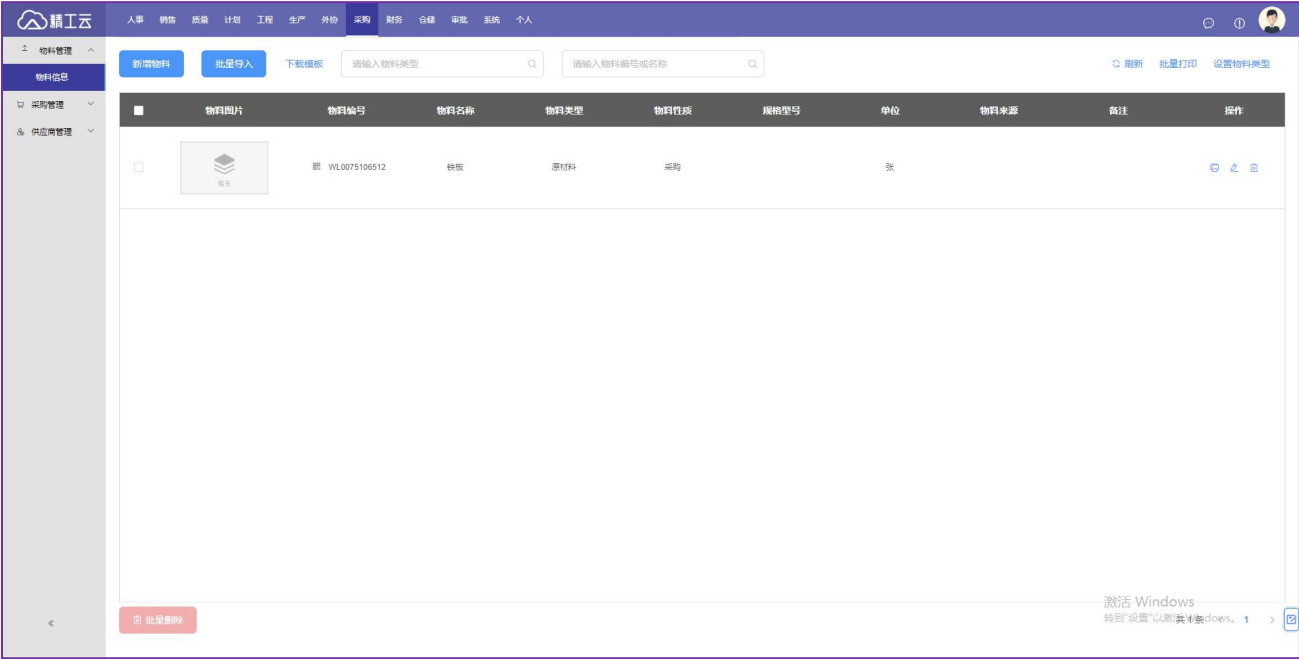 精工云
人事 销售 质量 计划 工程 生产 外协 采购 财务 仓储 审批 系统 个人
物料管理
物料信息
采购管理
供应商管理
新增物料 批量导入 下载模板 请输入物料类型 请输入物料编号或名称 刷新 批量打印 设置物料类型
物料图片 物料编号 物料名称 物料类型 物料性质 规格型号 单位 物料来源 备注 操作
暂无 WL0075106512 铁板 原材料 采购 张
批量删除
激活 Windows
转到"设置"以激活 Windows。
共 1 条 1